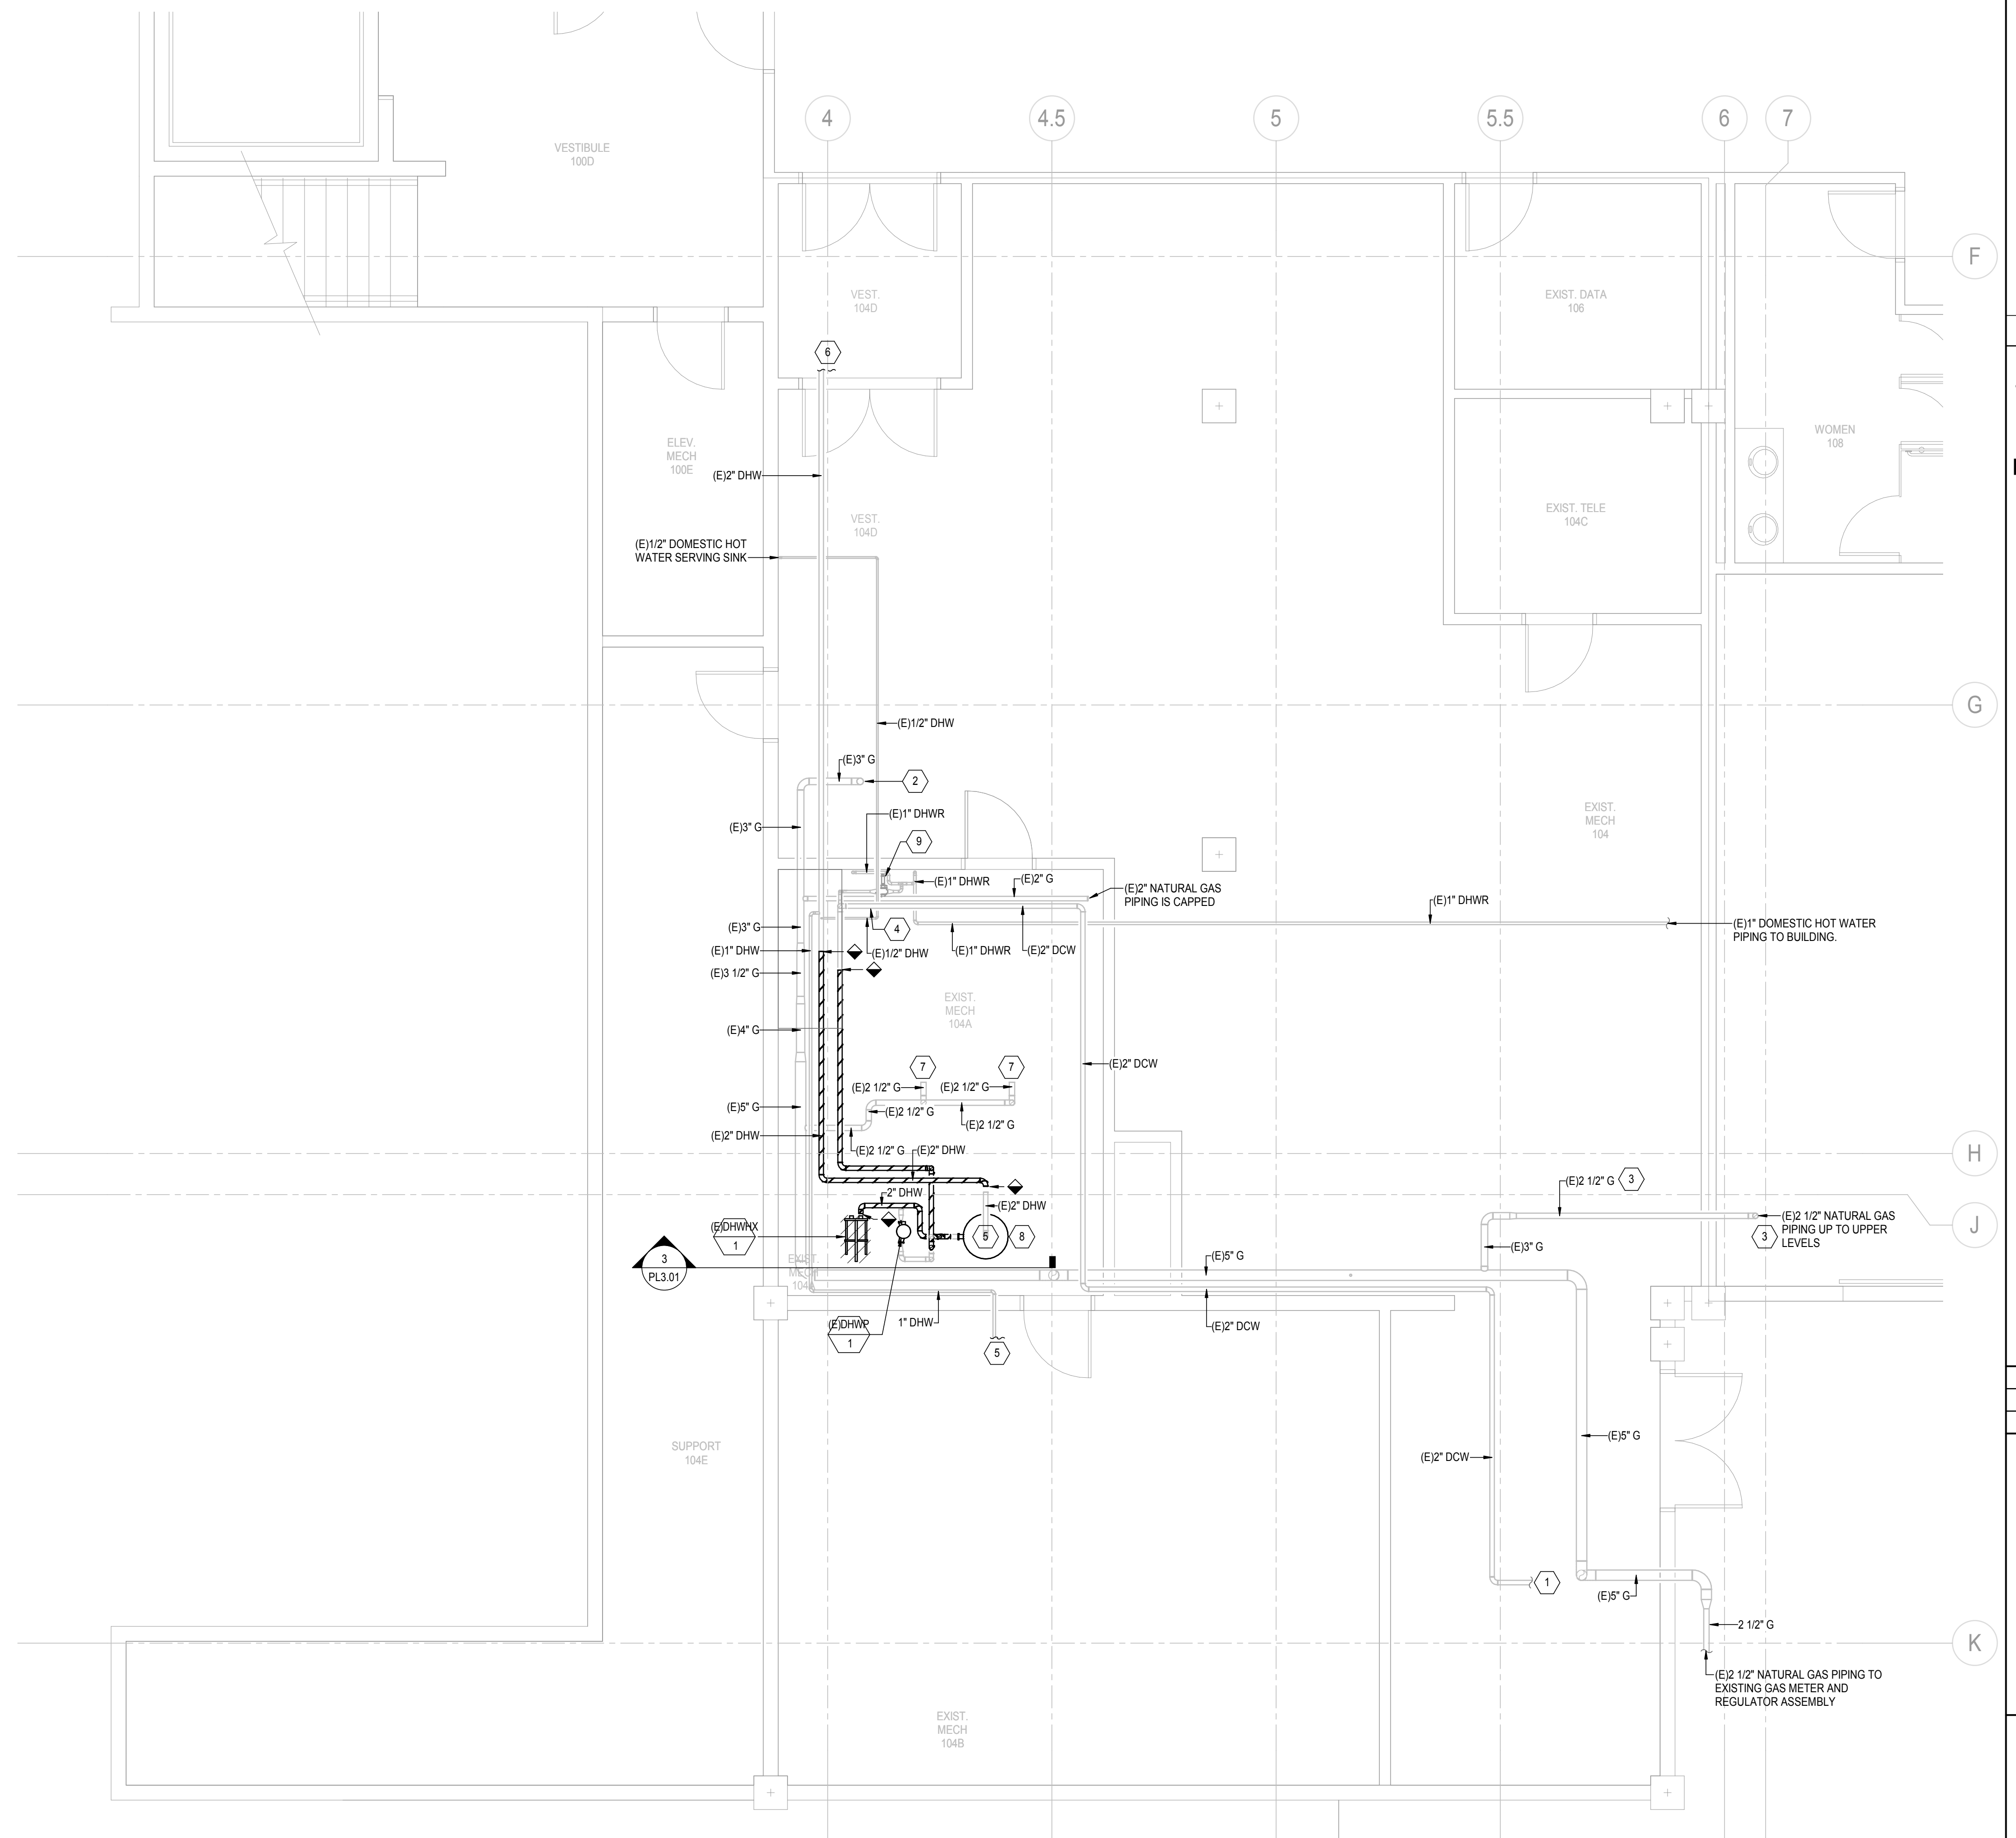 4
4.5
5
5.5
6
7
VESTIBULE
100D
F
VEST.
104D
EXIST. DATA
106
6
ELEV.
MECH
100E
WOMEN
108
(E)2" DHW
VEST.
104D
EXIST. TELE
104C
(E)1/2" DOMESTIC HOT
WATER SERVING SINK
G
(E)1/2" DHW
(E)3" G
2
(E)1" DHWR
(E)3" G
9
EXIST.
MECH
104
(E)1" DHWR
(E)2" G
(E)2" NATURAL GAS
PIPING IS CAPPED
(E)1" DHWR
(E)3" G
4
(E)1" DOMESTIC HOT WATER
PIPING TO BUILDING.
(E)1" DHW
(E)1/2" DHW
(E)1" DHWR
(E)2" DCW
(E)3 1/2" G
EXIST.
MECH
104A
(E)4" G
(E)2" DCW
7
7
(E)2 1/2" G
(E)2 1/2" G
(E)5" G
(E)2 1/2" G
(E)2 1/2" G
(E)2" DHW
(E)2 1/2" G
(E)2" DHW
H
2" DHW
(E)2 1/2" G
3
(E)2" DHW
(E)DHWHX
1
5
8
3
(E)2 1/2" NATURAL GAS
PIPING UP TO UPPER
LEVELS
J
(E)3" G
3
PL3.01
EXIST.
MECH
104A
(E)5" G
(E)DHWP
1
1" DHW
(E)2" DCW
5
SUPPORT
104E
(E)5" G
(E)2" DCW
1
(E)5" G
2 1/2" G
K
(E)2 1/2" NATURAL GAS PIPING TO
EXISTING GAS METER AND
REGULATOR ASSEMBLY
EXIST.
MECH
104B